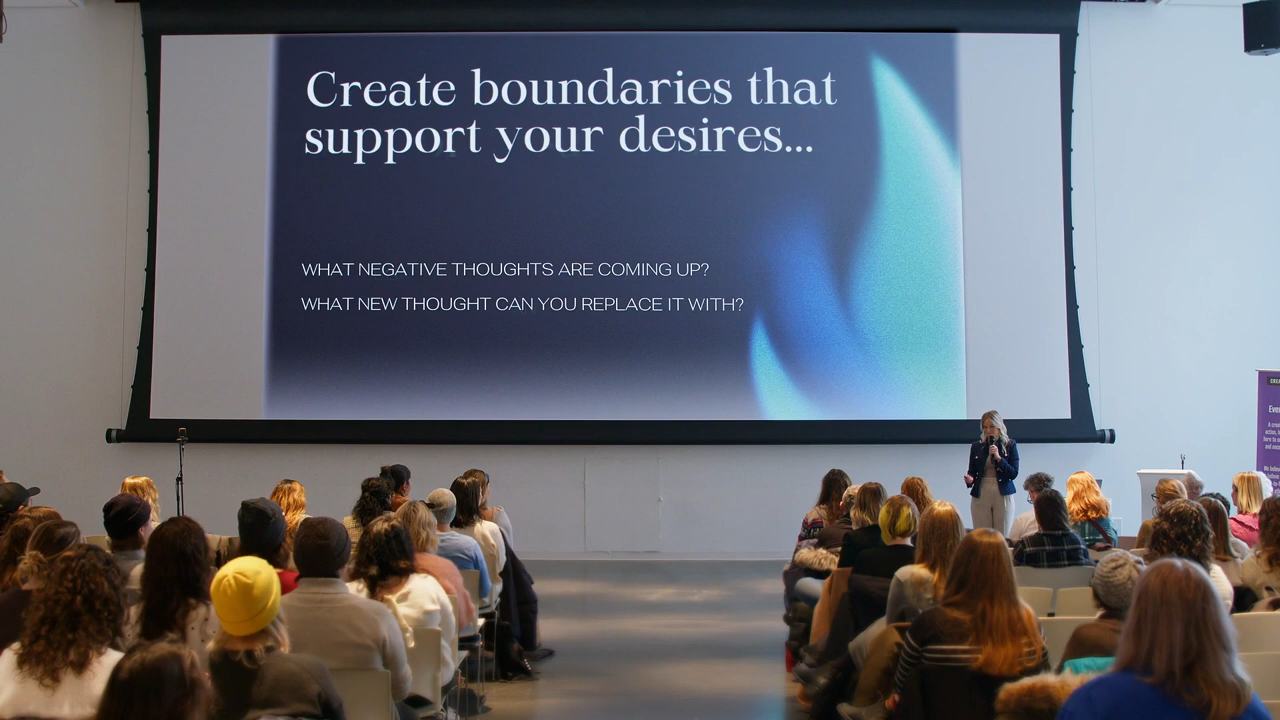 Create boundaries that
support your desires...
WHAT NEGATIVE THOUGHTS ARE COMING UP?
WHAT NEW THOUGHT CAN YOU REPLACE IT WITH?